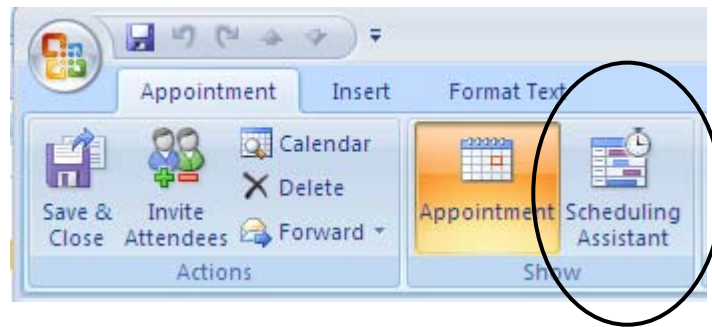 Appointment Insert Format Text
Save & Close
Invite Attendees
Calendar
Delete
Forward
Actions
Appointment
Scheduling Assistant
Show